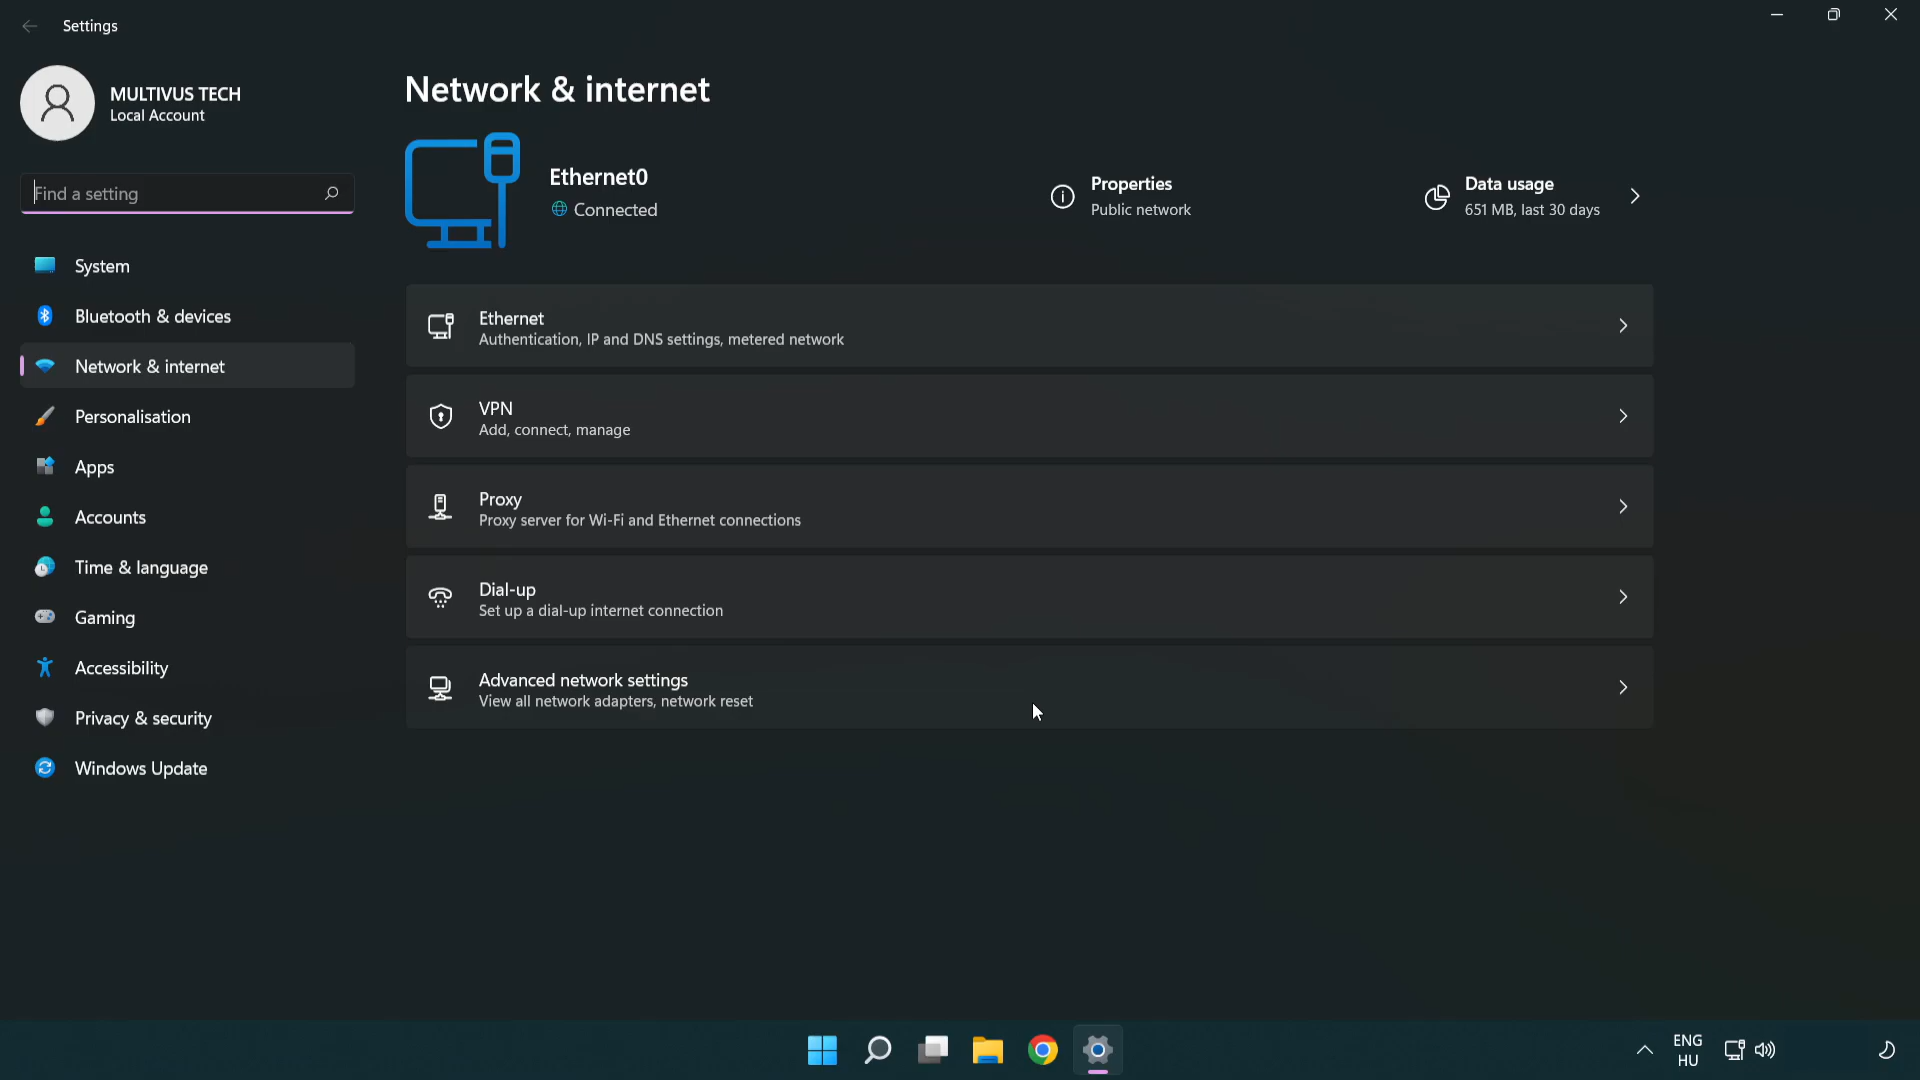 Settings
MULTIVUS TECH
Local Account
Find a setting
System
Bluetooth & devices
Network & internet
Personalisation
Apps
Accounts
Time & language
Gaming
Accessibility
Privacy & security
Windows Update
Network & internet
Ethernet0
Connected
Properties
Public network
Data usage
651 MB, last 30 days
Ethernet
Authentication, IP and DNS settings, metered network
VPN
Add, connect, manage
Proxy
Proxy server for Wi-Fi and Ethernet connections
Dial-up
Set up a dial-up internet connection
Advanced network settings
View all network adapters, network reset
ENG
HU